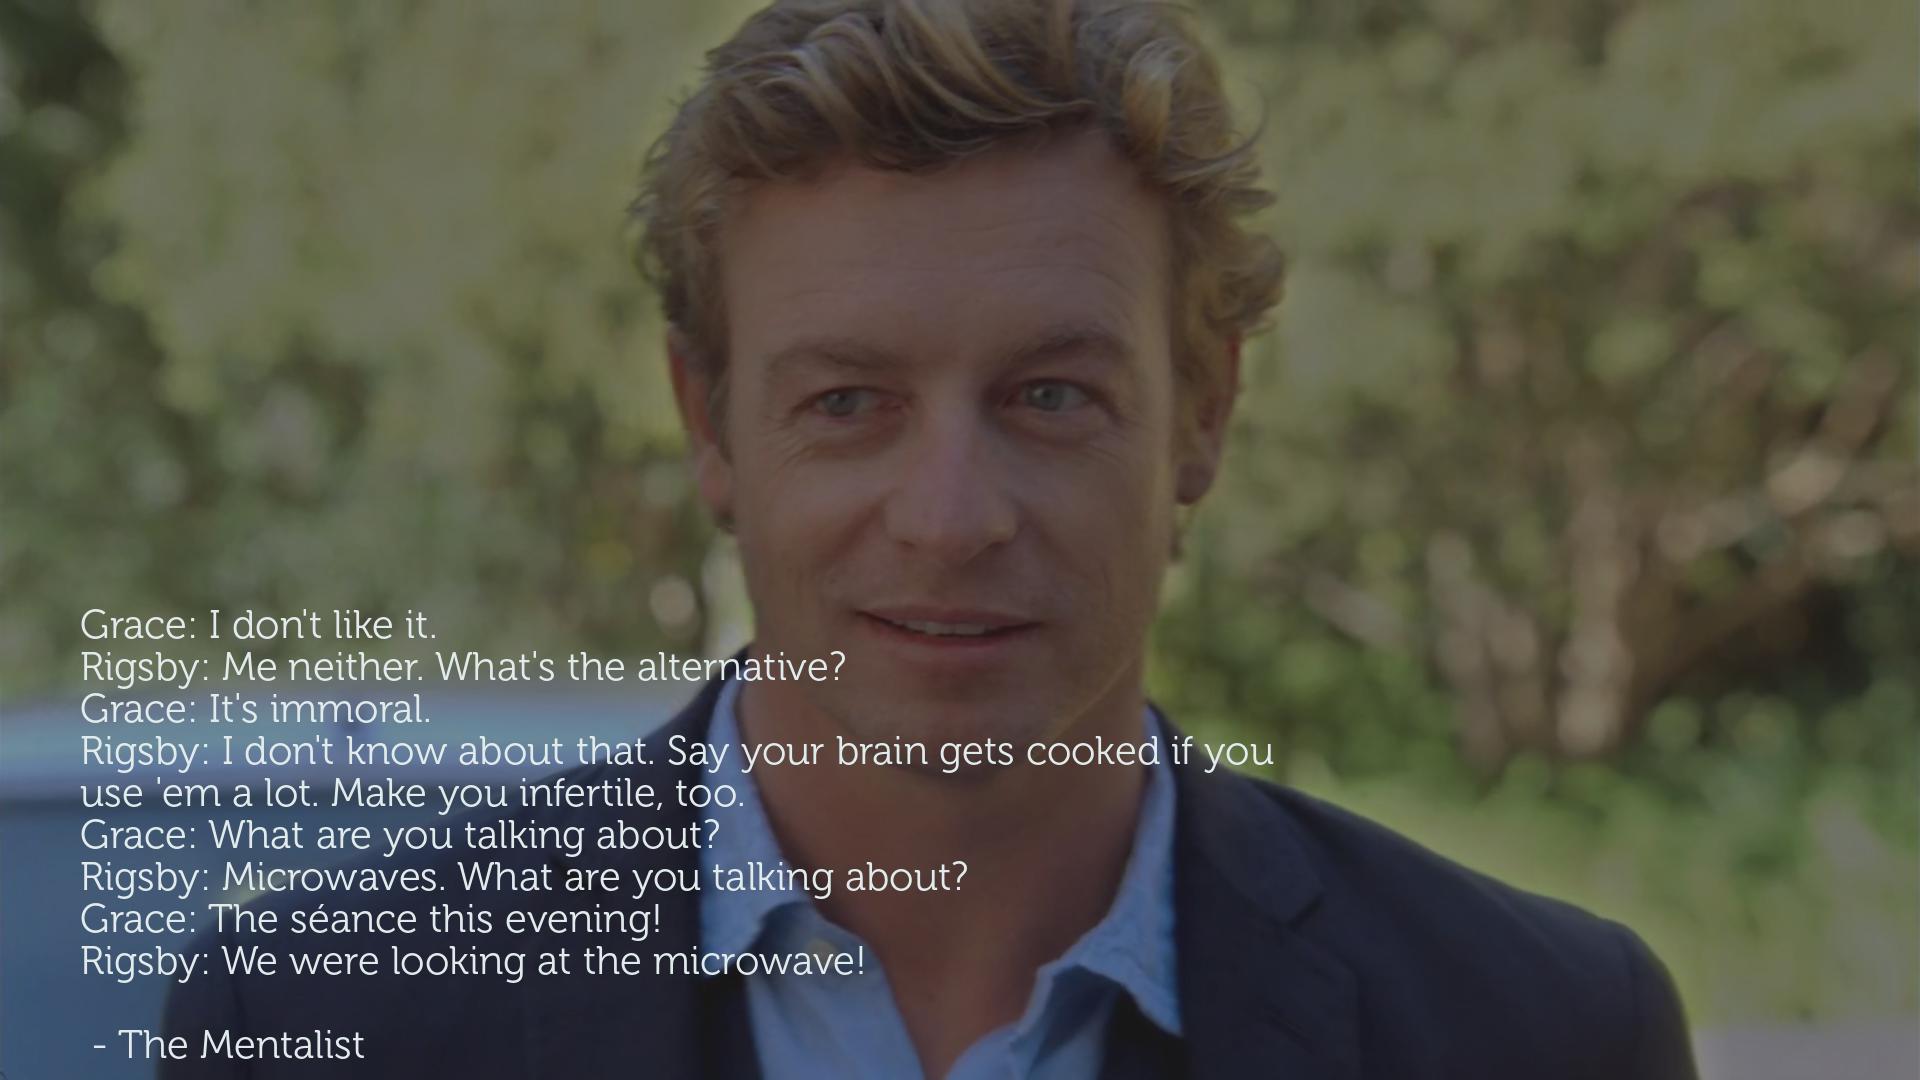 Grace: I don't like it.
Rigsby: Me neither. What's the alternative?
Grace: It's immoral.
Rigsby: I don't know about that. Say your brain gets cooked if you
use 'em a lot. Make you infertile, too.
Grace: What are you talking about?
Rigsby: Microwaves. What are you talking about?
Grace: The séance this evening!
Rigsby: We were looking at the microwave!
- The Mentalist